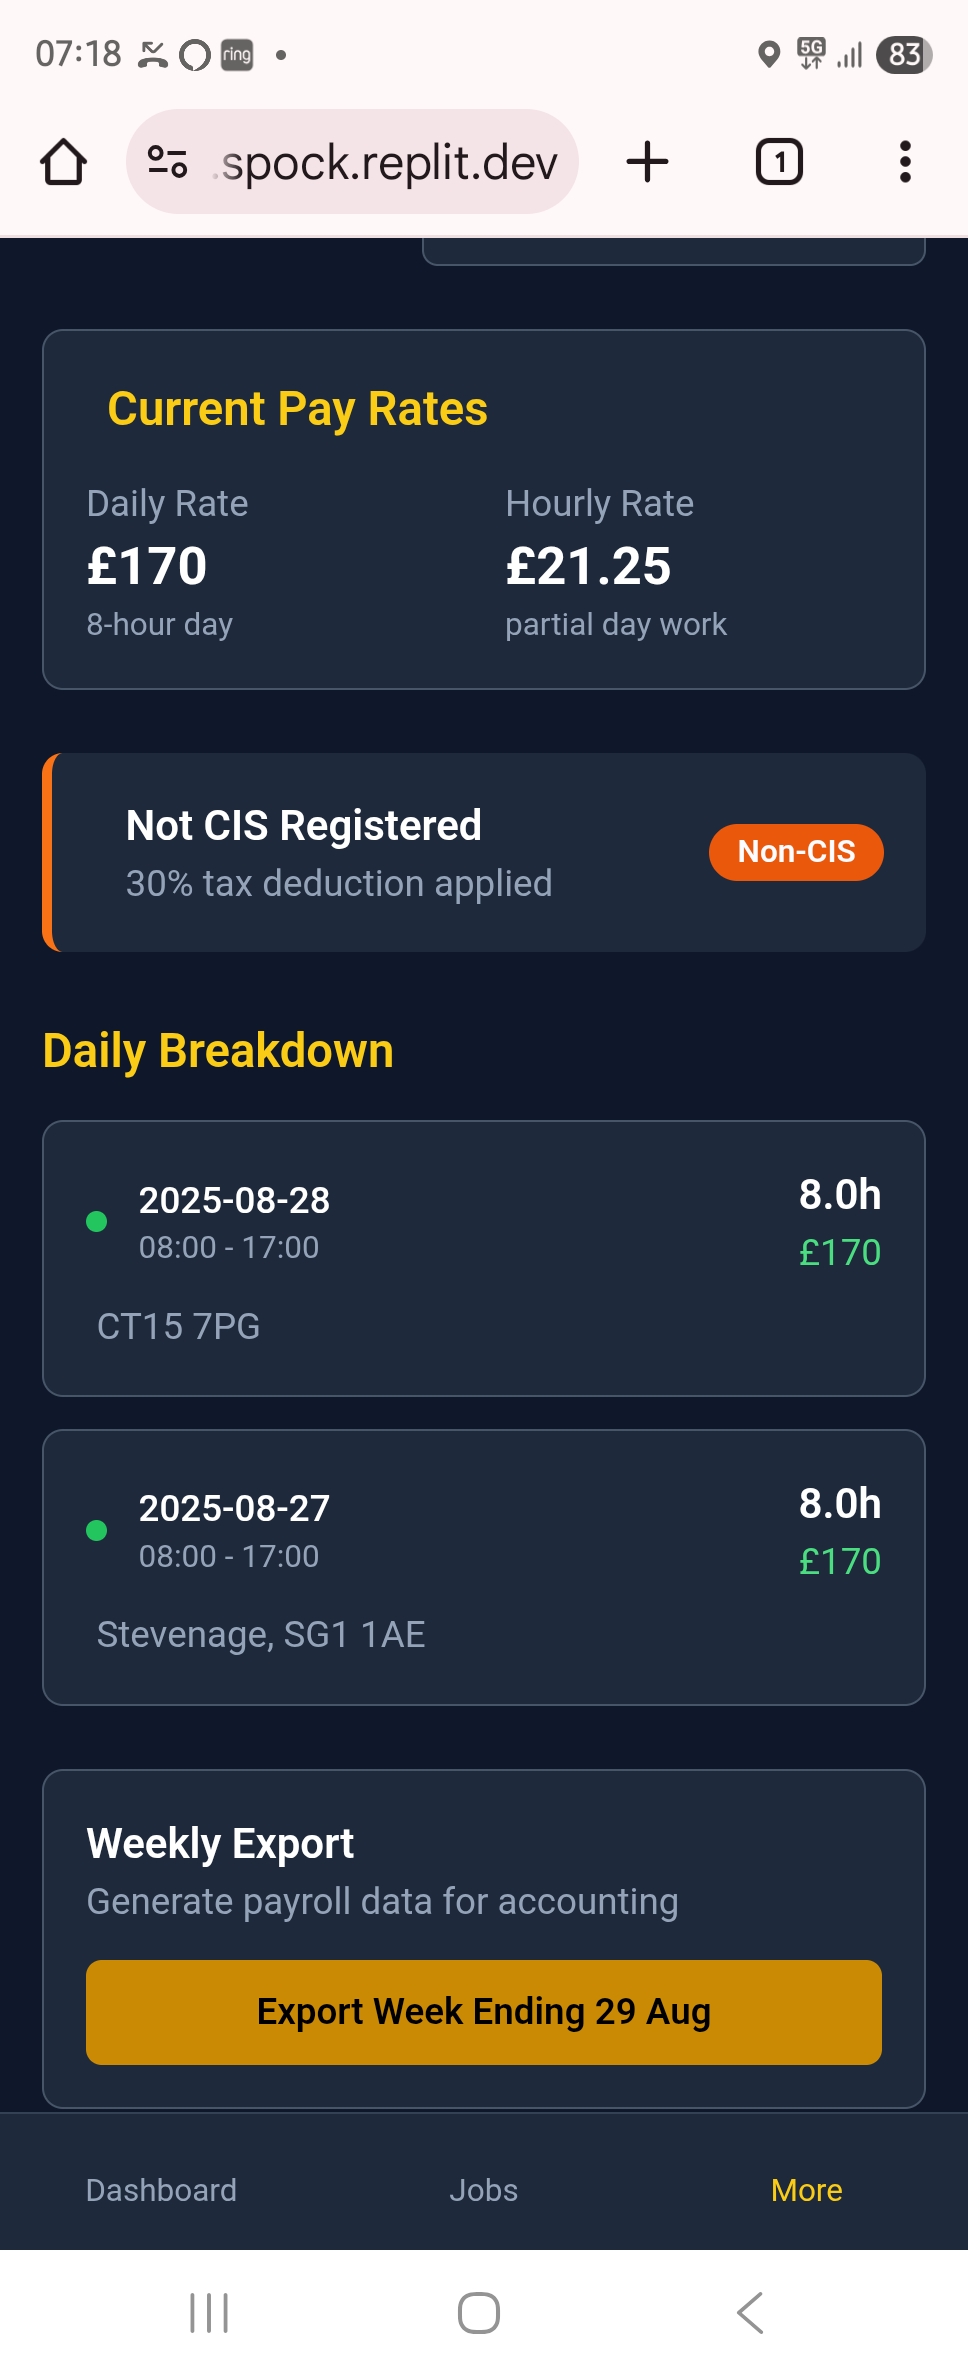 07:18 ring 5G 83
.spock.replit.dev 1
Current Pay Rates
Daily Rate Hourly Rate
£170 £21.25
8-hour day partial day work
Not CIS Registered
30% tax deduction applied
Non-CIS
Daily Breakdown
2025-08-28 8.0h
08:00 - 17:00 £170
CT15 7PG
2025-08-27 8.0h
08:00 - 17:00 £170
Stevenage, SG1 1AE
Weekly Export
Generate payroll data for accounting
Export Week Ending 29 Aug
Dashboard Jobs More